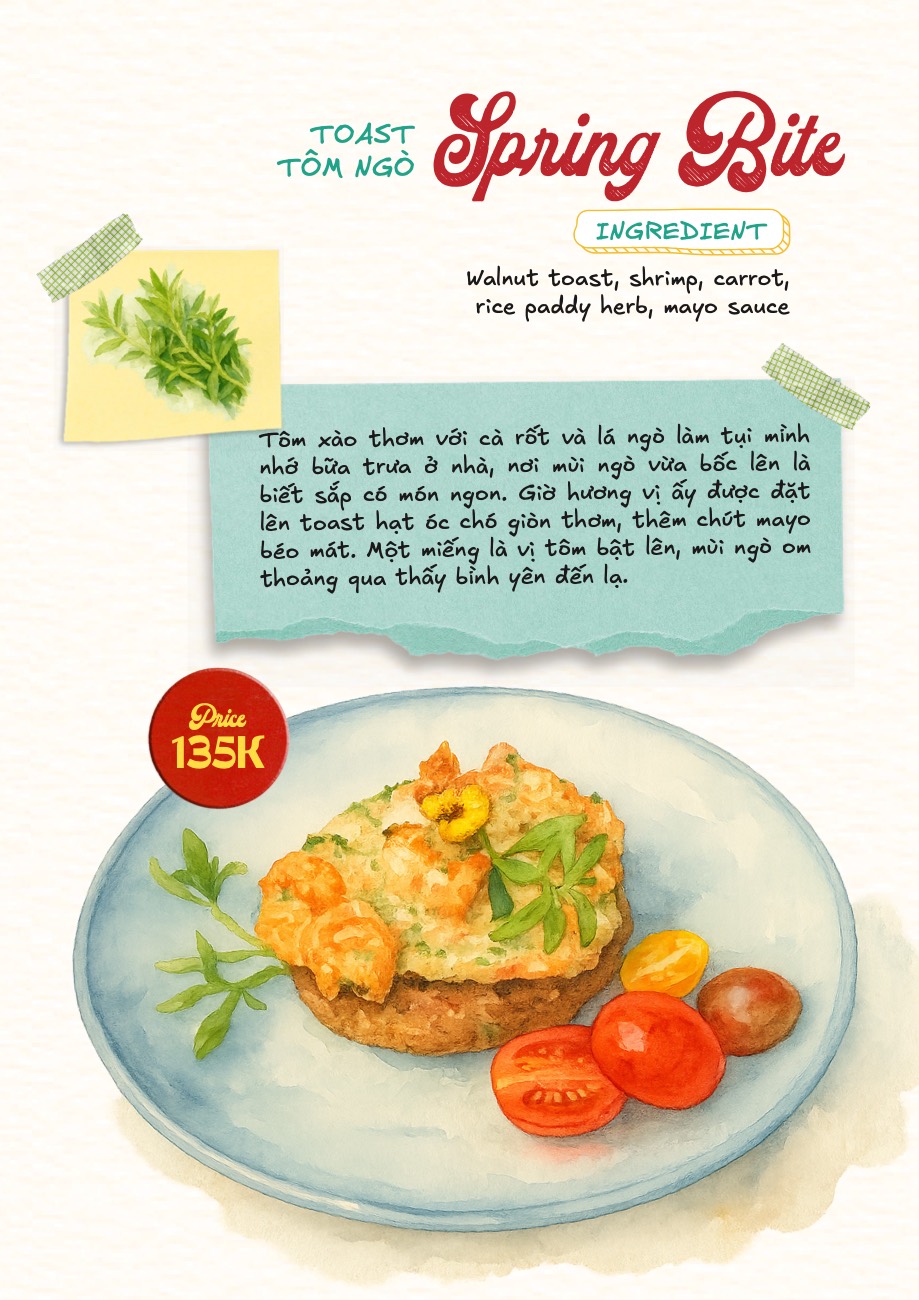 TOAST
TÔM NGÒ
Spring Bite
INGREDIENT
Walnut toast, shrimp, carrot,
rice paddy herb, mayo sauce
Tôm xào thơm với cà rốt và lá ngò làm tụi mình
nhớ bữa trưa ở nhà, nơi mùi ngò vừa bốc lên là
biết sắp có món ngon. Giờ hương vị ấy được đặt
lên toast hạt óc chó giòn thơm, thêm chút mayo
béo mát. Một miếng là vị tôm bật lên, mùi ngò om
thoảng qua thấy bình yên đến lạ.
Price
135K